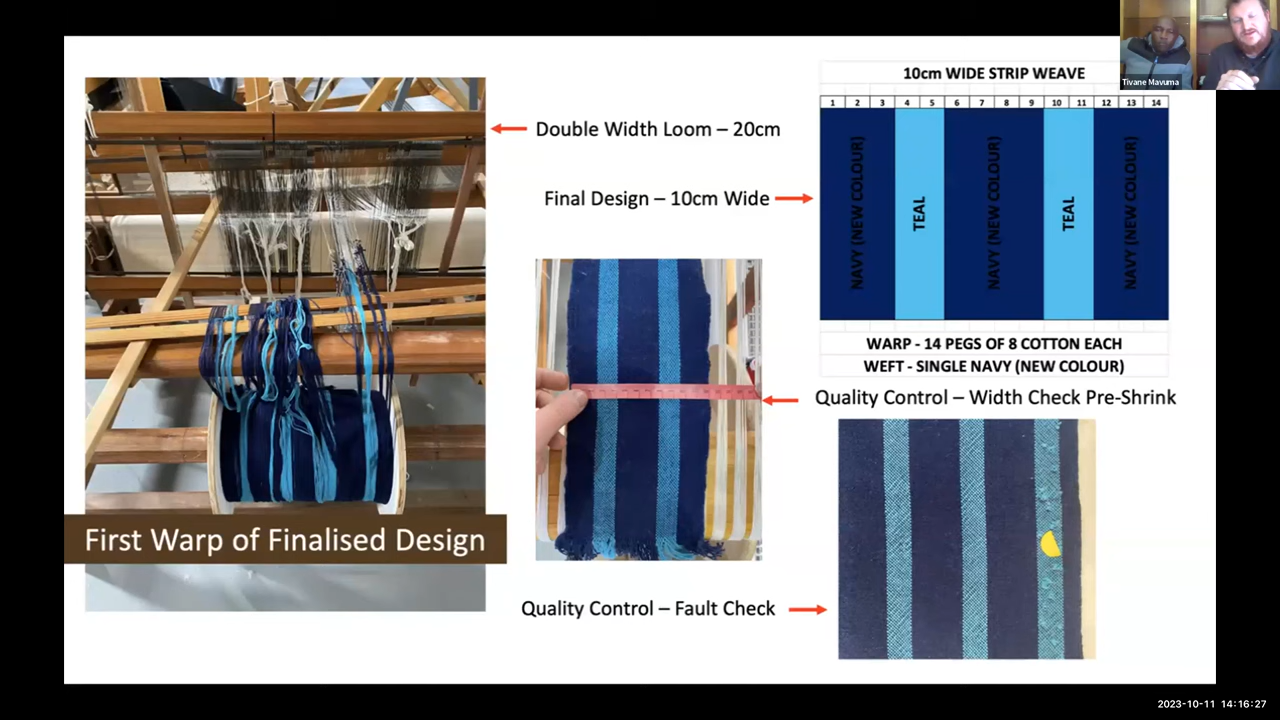 Tivane Mavuma
10cm WIDE STRIP WEAVE
1 2 3 4 5 6 7 8 9 10 11 12 13 14
NAVY (NEW COLOUR)
TEAL
NAVY (NEW COLOUR)
TEAL
NAVY (NEW COLOUR)
WARP - 14 PEGS OF 8 COTTON EACH
WEFT - SINGLE NAVY (NEW COLOUR)
Double Width Loom – 20cm
Final Design – 10cm Wide
Quality Control – Width Check Pre-Shrink
First Warp of Finalised Design
Quality Control – Fault Check
2023-10-11 14:16:27